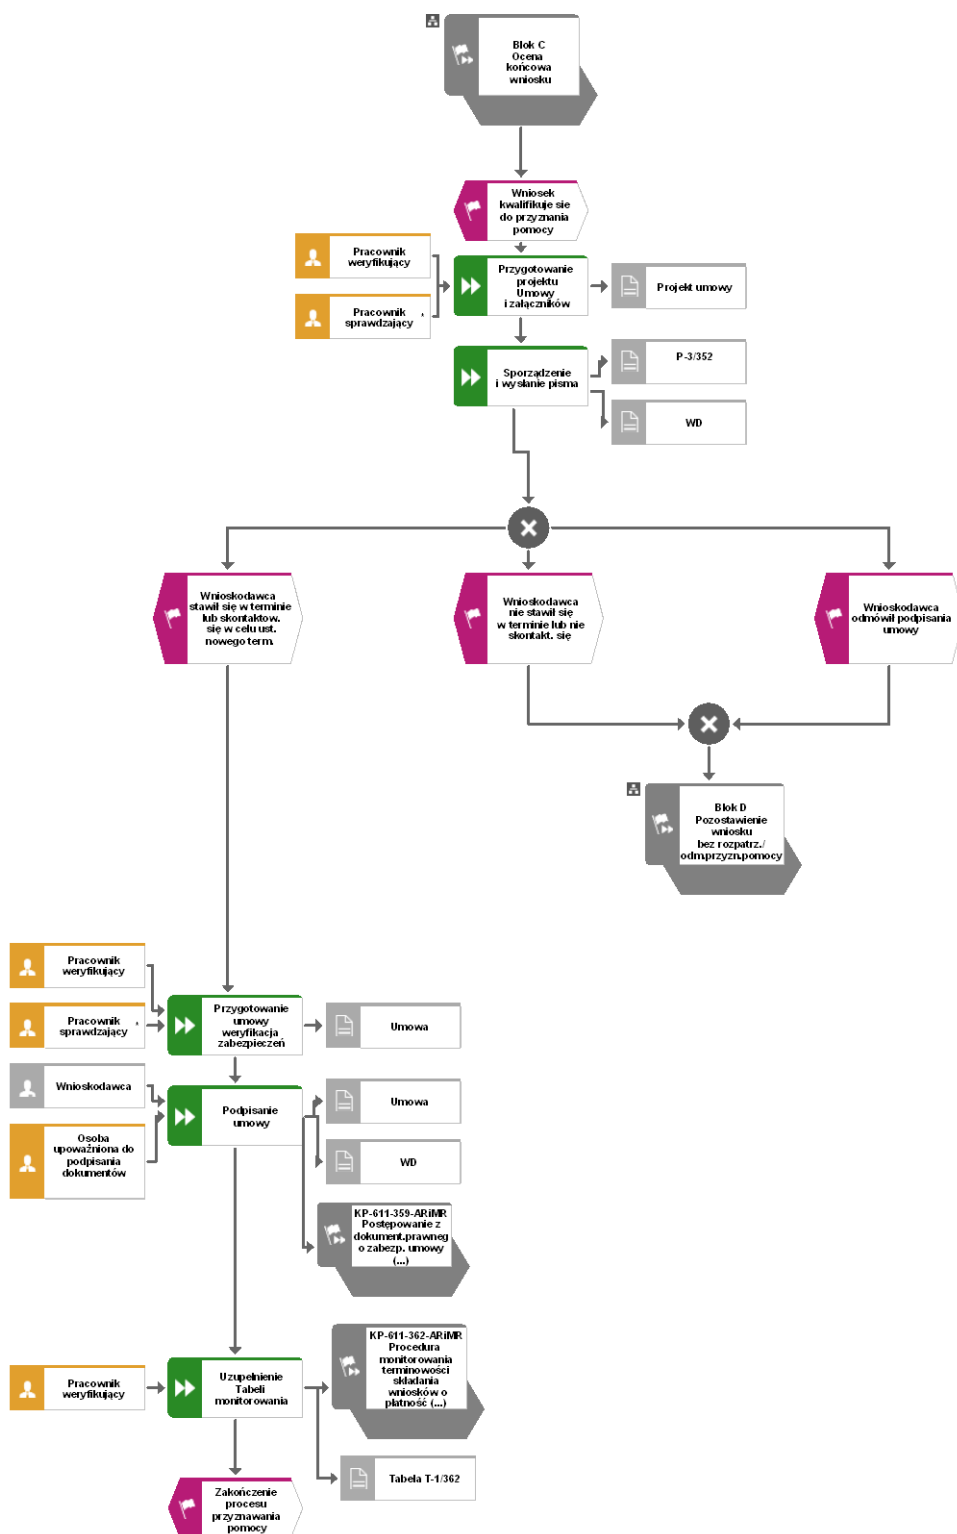 Blok C
Ocena
końcowa
wniosku
Wniosek
kwalifikuje sie
do przyznania
pomocy
Pracownik
weryfikujący
Przygotowanie
projektu
Umowy
i załączników
Projekt umowy
Pracownik
sprawdzający *
Sporządzenie
i wysłanie pisma
P-3/352
WD
Wnioskodawca
stawił się w terminie
lub skontaktow.
się w celu ust.
nowego term.
Wnioskodawca
nie stawił się
w terminie lub nie
skontakt. się
Wnioskodawca
odmówił podpisania
umowy
Blok D
Pozostawienie
wniosku
bez rozpatrz./
odm.przyzn.pomocy
Pracownik
weryfikujący
Pracownik
sprawdzający *
Przygotowanie
umowy
weryfikacja
zabezpieczeń
Umowa
Wnioskodawca
Podpisanie
umowy
Umowa
Osoba
upoważniona do
podpisania
dokumentów
WD
KP-611-359-ARiMR
Postępowanie z
dokument.prawneg
o zabezp. umowy
(...)
KP-611-362-ARiMR
Procedura
monitorowania
terminowości
składania
wniosków o
płatność (...)
Pracownik
weryfikujący
Uzupełnienie
Tabeli
monitorowania
Tabela T-1/362
Zakończenie
procesu
przyznawania
pomocy